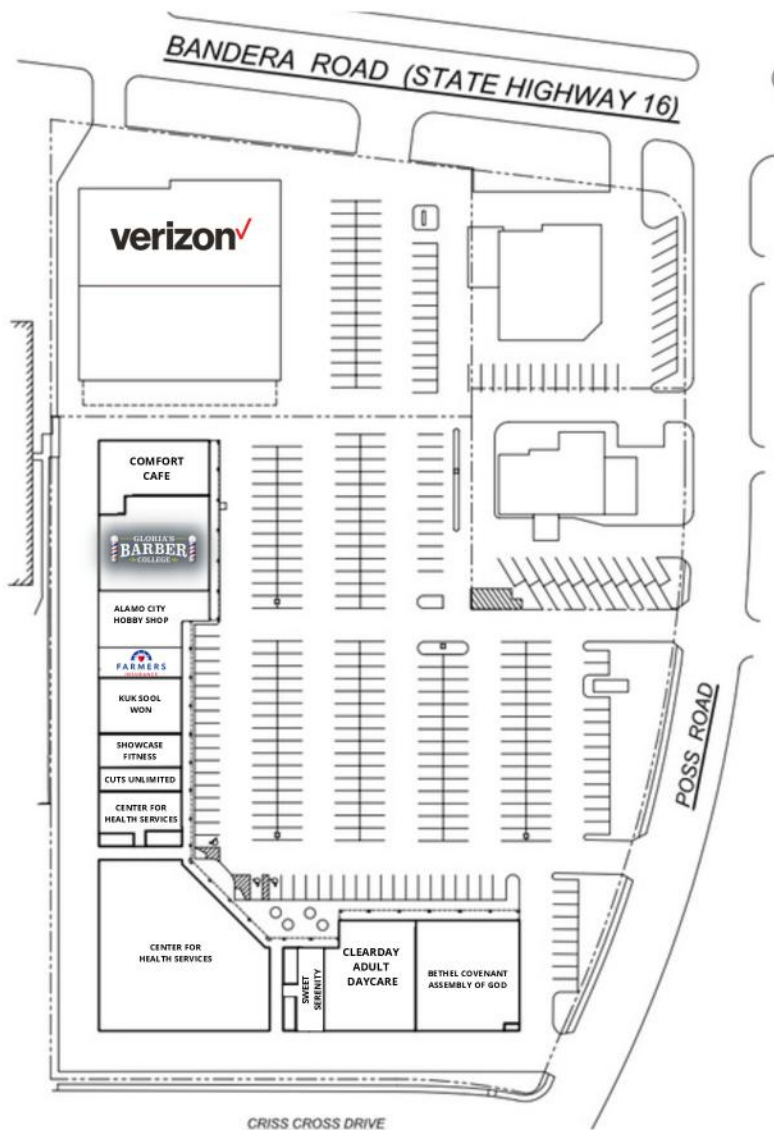 BANDERA ROAD (STATE HIGHWAY 16)
verizon
COMFORT
CAFE
GLORIA'S
BARBER
COLLEGE
ALAMO CITY
HOBBY SHOP
FARMERS
INSURANCE
KUK SOOL
WON
SHOWCASE
FITNESS
CUTS UNLIMITED
CENTER FOR
HEALTH SERVICES
POSS ROAD
CENTER FOR
HEALTH SERVICES
SWEET
SERENITY
CLEARDAY
ADULT
DAYCARE
BETHEL COVENANT
ASSEMBLY OF GOD
CRISS CROSS DRIVE